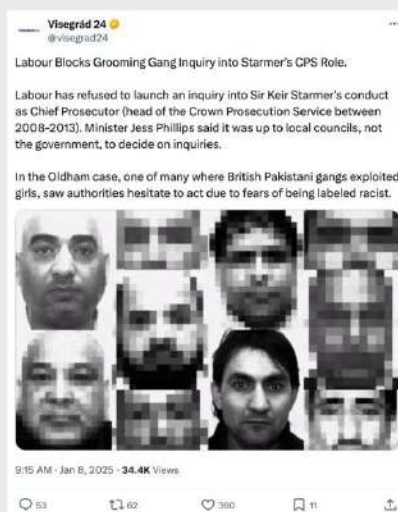 Visegrád 24
@visegrad24
Labour Blocks Grooming Gang Inquiry into Starmer's CPS Role.
Labour has refused to launch an inquiry into Sir Keir Starmer's conduct
as Chief Prosecutor (head of the Crown Prosecution Service between
2008-2013). Minister Jess Phillips said it was up to local councils, not
the government, to decide on inquiries.
In the Oldham case, one of many where British Pakistani gangs exploited
girls, saw authorities hesitate to act due to fears of being labeled racist.
9:15 AM · Jan 8, 2025 · 34.4K Views
53 62 360 11